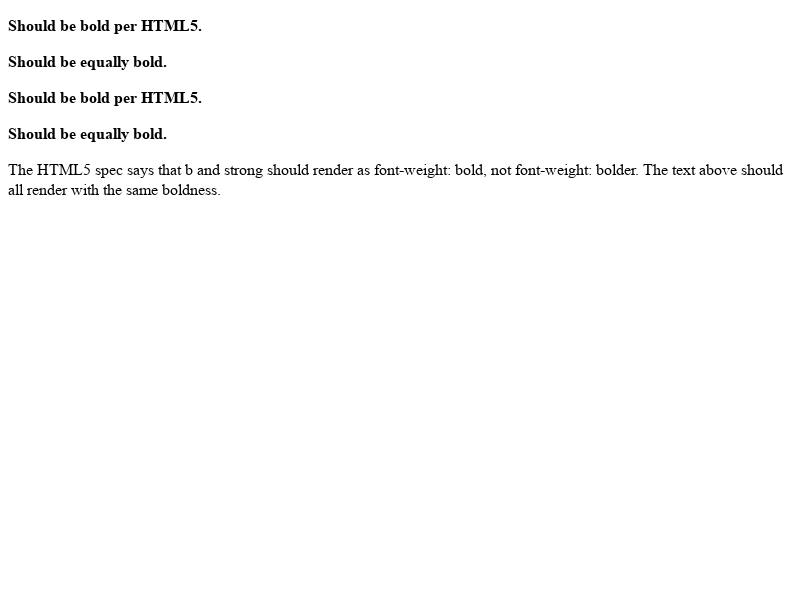 Should be bold per HTML5.
Should be equally bold.
Should be bold per HTML5.
Should be equally bold.
The HTML5 spec says that b and strong should render as font-weight: bold, not font-weight: bolder. The text above should
all render with the same boldness.